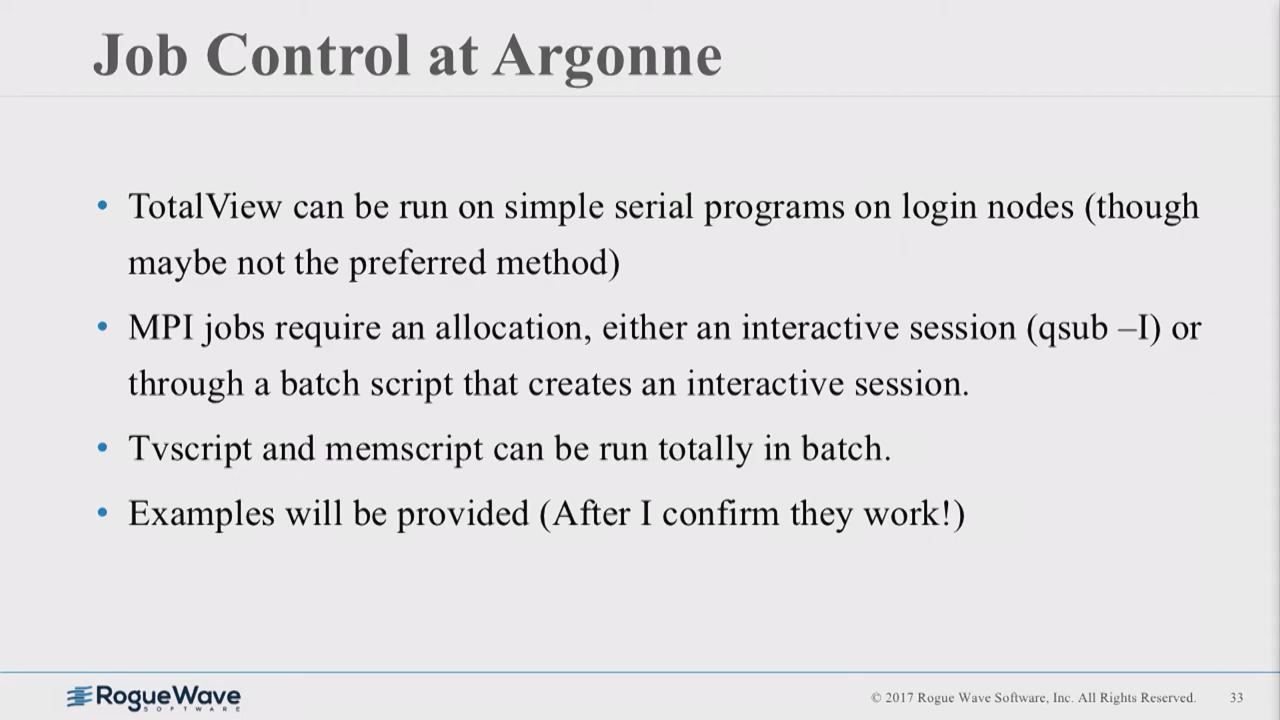 Job Control at Argonne
• TotalView can be run on simple serial programs on login nodes (though
maybe not the preferred method)
• MPI jobs require an allocation, either an interactive session (qsub –I) or
through a batch script that creates an interactive session.
• Tvscript and memscript can be run totally in batch.
• Examples will be provided (After I confirm they work!)
RogueWave
SOFTWARE
© 2017 Rogue Wave Software, Inc. All Rights Reserved. 33